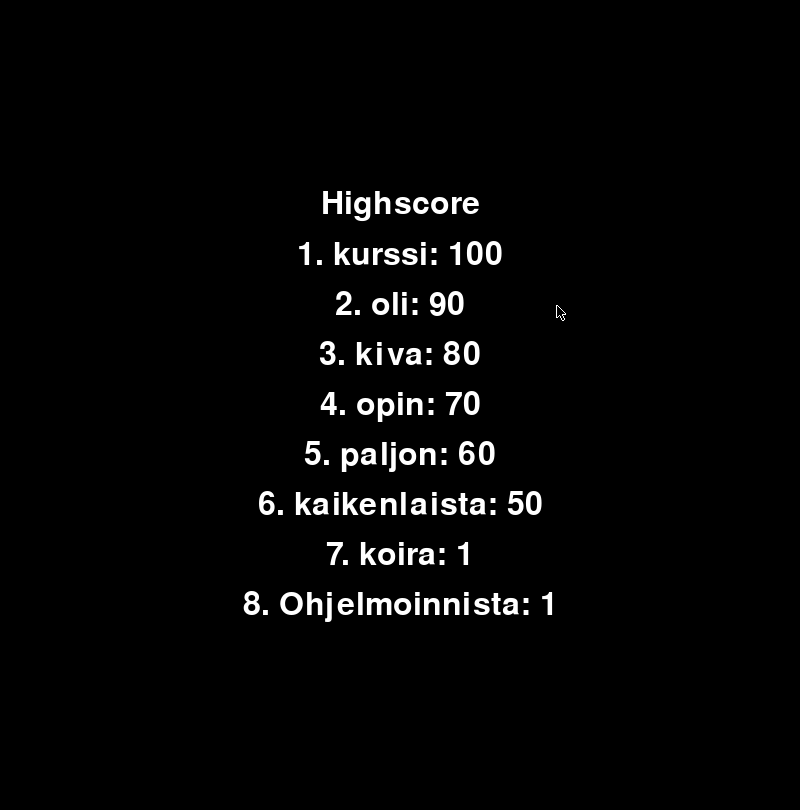 Highscore
1. kurssi: 100
2. oli: 90
3. kiva: 80
4. opin: 70
5. paljon: 60
6. kaikenlaista: 50
7. koira: 1
8. Ohjelmoinnista: 1